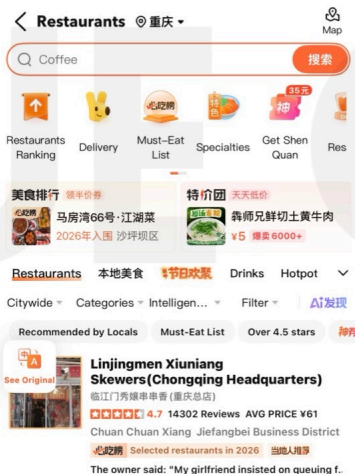 Restaurants 重庆
Map
Coffee 搜索
心吃榜 特色 神 35元
Restaurants Ranking
Delivery
Must-Eat List
Specialties
Get Shen Quan
Res
美食排行 领半价券
马房湾66号·江湖菜
2026年入围 沙坪坝区
特价团 天天低价
犇师兄鲜切土黄牛肉
¥5 爆卖6000+
Restaurants 本地美食 节日欢聚 Drinks Hotpot
Citywide Categories Intelligen... Filter Ai发现
Recommended by Locals Must-Eat List Over 4.5 stars
中 A
See Original
Linjingmen Xiuniang
Skewers(Chongqing Headquarters)
临江门秀娘串串香(重庆总店)
4.7 14302 Reviews AVG PRICE ¥61
Chuan Chuan Xiang Jiefangbei Business District
心吃榜 Selected restaurants in 2026 当地人推荐
The owner said: "My girlfriend insisted on queuing f..